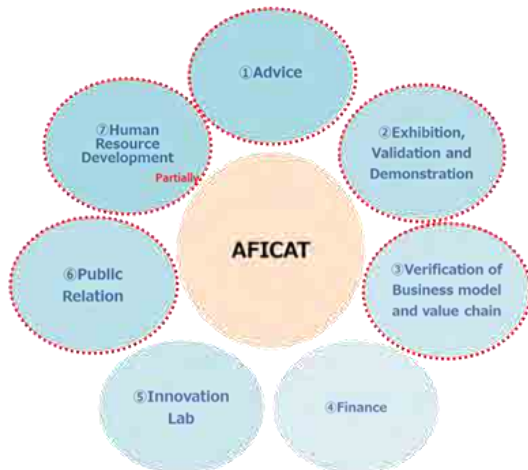 ①Advice
②Exhibition,
Validation and
Demonstration
③Verification of
Business model
and value chain
④Finance
⑤Innovation
Lab
⑥Public
Relation
⑦Human
Resource
Development
Partially
AFICAT